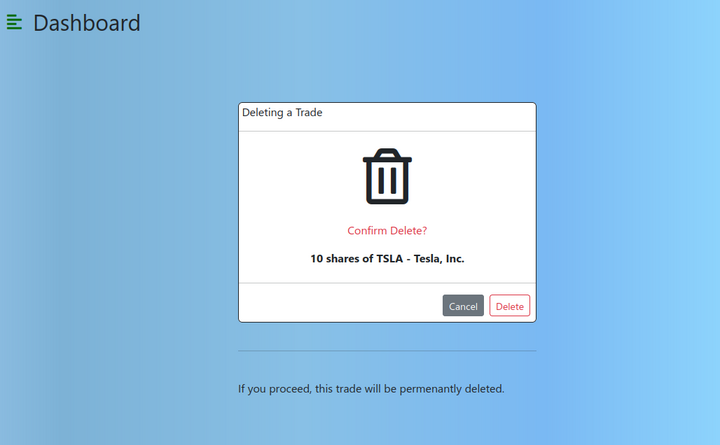 Dashboard
Deleting a Trade
Confirm Delete?
10 shares of TSLA - Tesla, Inc.
Cancel Delete
If you proceed, this trade will be permenantly deleted.